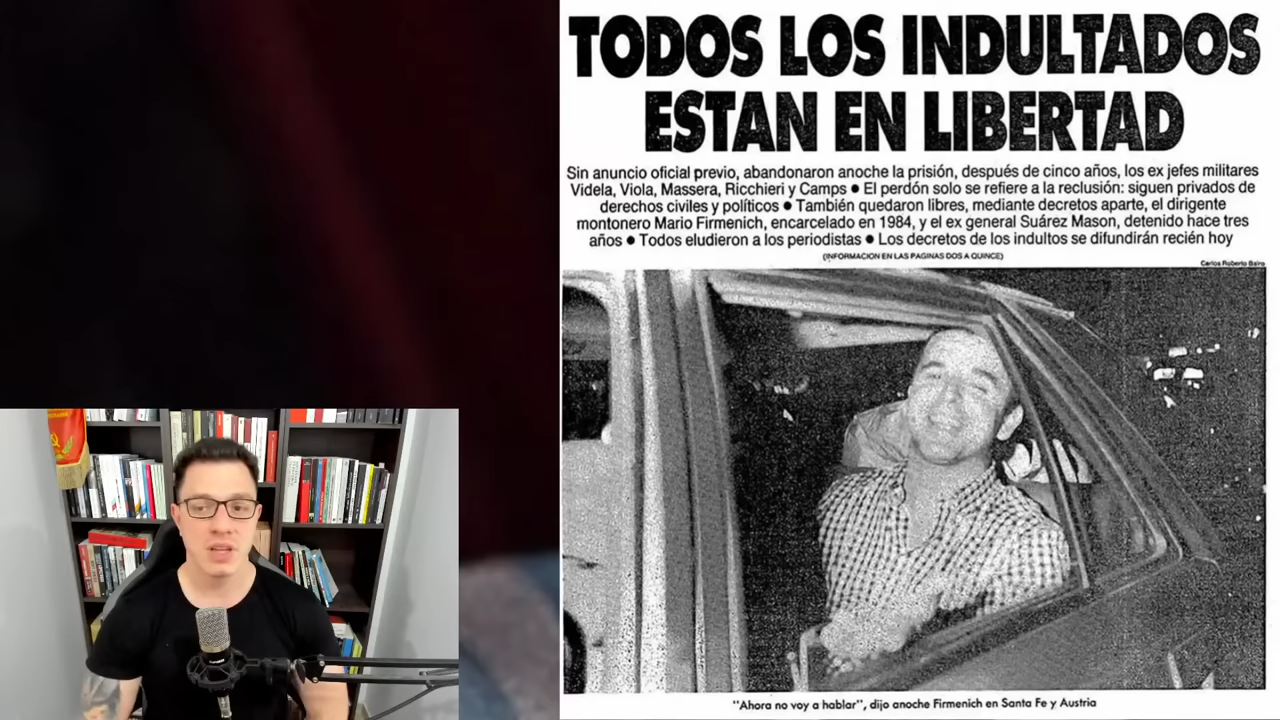 TODOS LOS INDULTADOS
ESTAN EN LIBERTAD
Sin anuncio oficial previo, abandonaron anoche la prisión, después de cinco años, los ex jefes militares
Videla, Viola, Massera, Ricchieri y Camps ● El perdón solo se refiere a la reclusión: siguen privados de
derechos civiles y políticos ● También quedaron libres, mediante decretos aparte, el dirigente
montonero Mario Firmenich, encarcelado en 1984, y el ex general Suárez Mason, detenido hace tres
años ● Todos eludieron a los periodistas ● Los decretos de los indultos se difundirán recién hoy
(INFORMACION EN LAS PAGINAS DOS A QUINCE)
Carlos Roberto Bairo
"Ahora no voy a hablar", dijo anoche Firmenich en Santa Fe y Austria